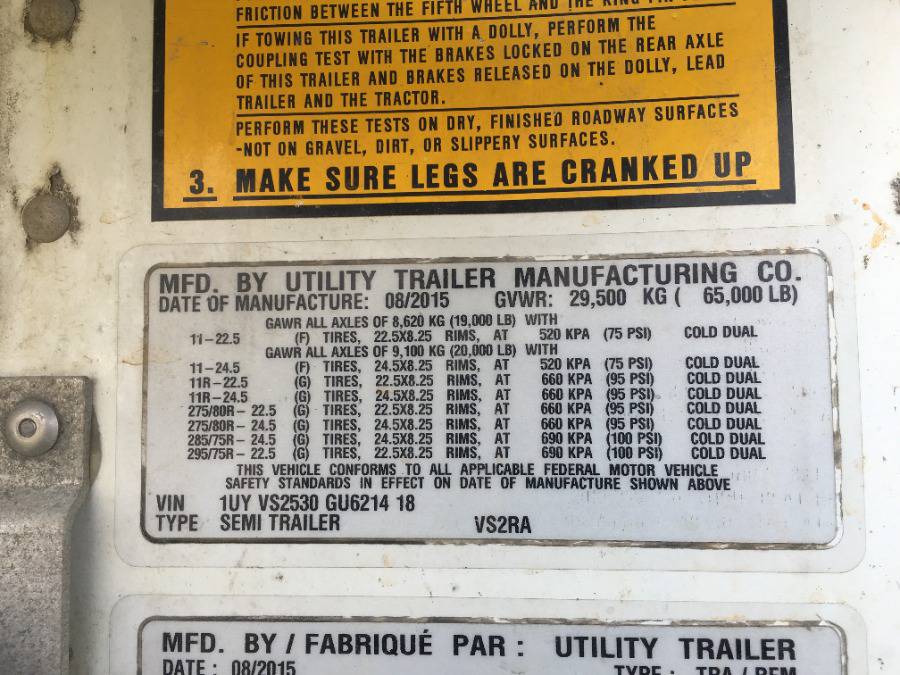 FRICTION BETWEEN THE FIFTH WHEEL AND THE KING
IF TOWING THIS TRAILER WITH A DOLLY, PERFORM THE
COUPLING TEST WITH THE BRAKES LOCKED ON THE REAR AXLE
OF THIS TRAILER AND BRAKES RELEASED ON THE DOLLY, LEAD
TRAILER AND THE TRACTOR.
PERFORM THESE TESTS ON DRY, FINISHED ROADWAY SURFACES
-NOT ON GRAVEL, DIRT, OR SLIPPERY SURFACES.
3. MAKE SURE LEGS ARE CRANKED UP
MFD. BY UTILITY TRAILER MANUFACTURING CO.
DATE OF MANUFACTURE: 08/2015 GVWR: 29,500 KG ( 65,000 LB)
GAWR ALL AXLES OF 8,620 KG (19,000 LB) WITH
11-22.5 (F) TIRES, 22.5X8.25 RIMS, AT 520 KPA (75 PSI) COLD DUAL
GAWR ALL AXLES OF 9,100 KG (20,000 LB) WITH
11-24.5 (F) TIRES, 24.5X8.25 RIMS, AT 520 KPA (75 PSI) COLD DUAL
11R-22.5 (G) TIRES, 22.5X8.25 RIMS, AT 660 KPA (95 PSI) COLD DUAL
11R-24.5 (G) TIRES, 24.5X8.25 RIMS, AT 660 KPA (95 PSI) COLD DUAL
275/80R- 22.5 (G) TIRES, 22.5X8.25 RIMS, AT 660 KPA (95 PSI) COLD DUAL
275/80R- 24.5 (G) TIRES, 24.5X8.25 RIMS, AT 660 KPA (95 PSI) COLD DUAL
285/75R- 24.5 (G) TIRES, 24.5X8.25 RIMS, AT 690 KPA (100 PSI) COLD DUAL
295/75R- 22.5 (G) TIRES, 22.5X8.25 RIMS, AT 690 KPA (100 PSI) COLD DUAL
THIS VEHICLE CONFORMS TO ALL APPLICABLE FEDERAL MOTOR VEHICLE
SAFETY STANDARDS IN EFFECT ON DATE OF MANUFACTURE SHOWN ABOVE
VIN 1UY VS2530 GU6214 18
TYPE SEMI TRAILER VS2RA
MFD. BY / FABRIQUÉ PAR : UTILITY TRAILER
DATE : 08/2015 TYPE : TRA / REM